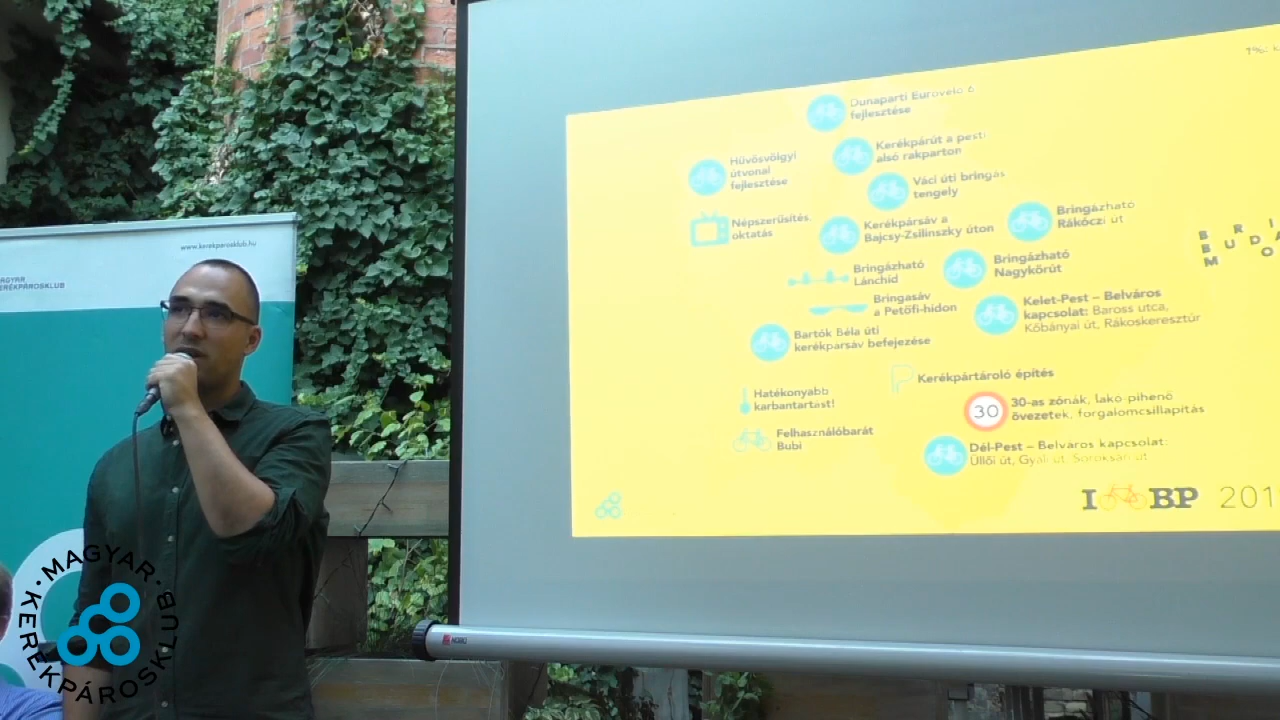 www.kerekparosklub.hu
KERÉKPÁROSKLUB
Dunaparti Eurovelo 6
fejlesztése
Kerékpárút a pesti
alsó rakparton
Hűvösvölgyi
útvonal
fejlesztése
Váci úti bringás
tengely
Népszerűsítés,
oktatás
Kerékpársáv a
Bajcsy-Zsilinszky úton
Bringázható
Rákóczi út
Bringázható
Lánchíd
Bringázható
Nagykörút
Bringasáv
a Petőfi-hídon
Kelet-Pest – Belváros
kapcsolat: Baross utca,
Kőbányai út, Rákoskeresztúr
Bartók Béla úti
kerékpársáv befejezése
Kerékpártároló építés
Hatékonyabb
karbantartást!
30
30-as zónák, lakó-pihenő
övezetek, forgalomcsillapítás
Felhasználóbarát
Bubi
Dél-Pest – Belváros kapcsolat:
Üllői út, Gyáli út, Soroksári út
I BP 201
MAGYAR
KERÉKPÁROSKLUB